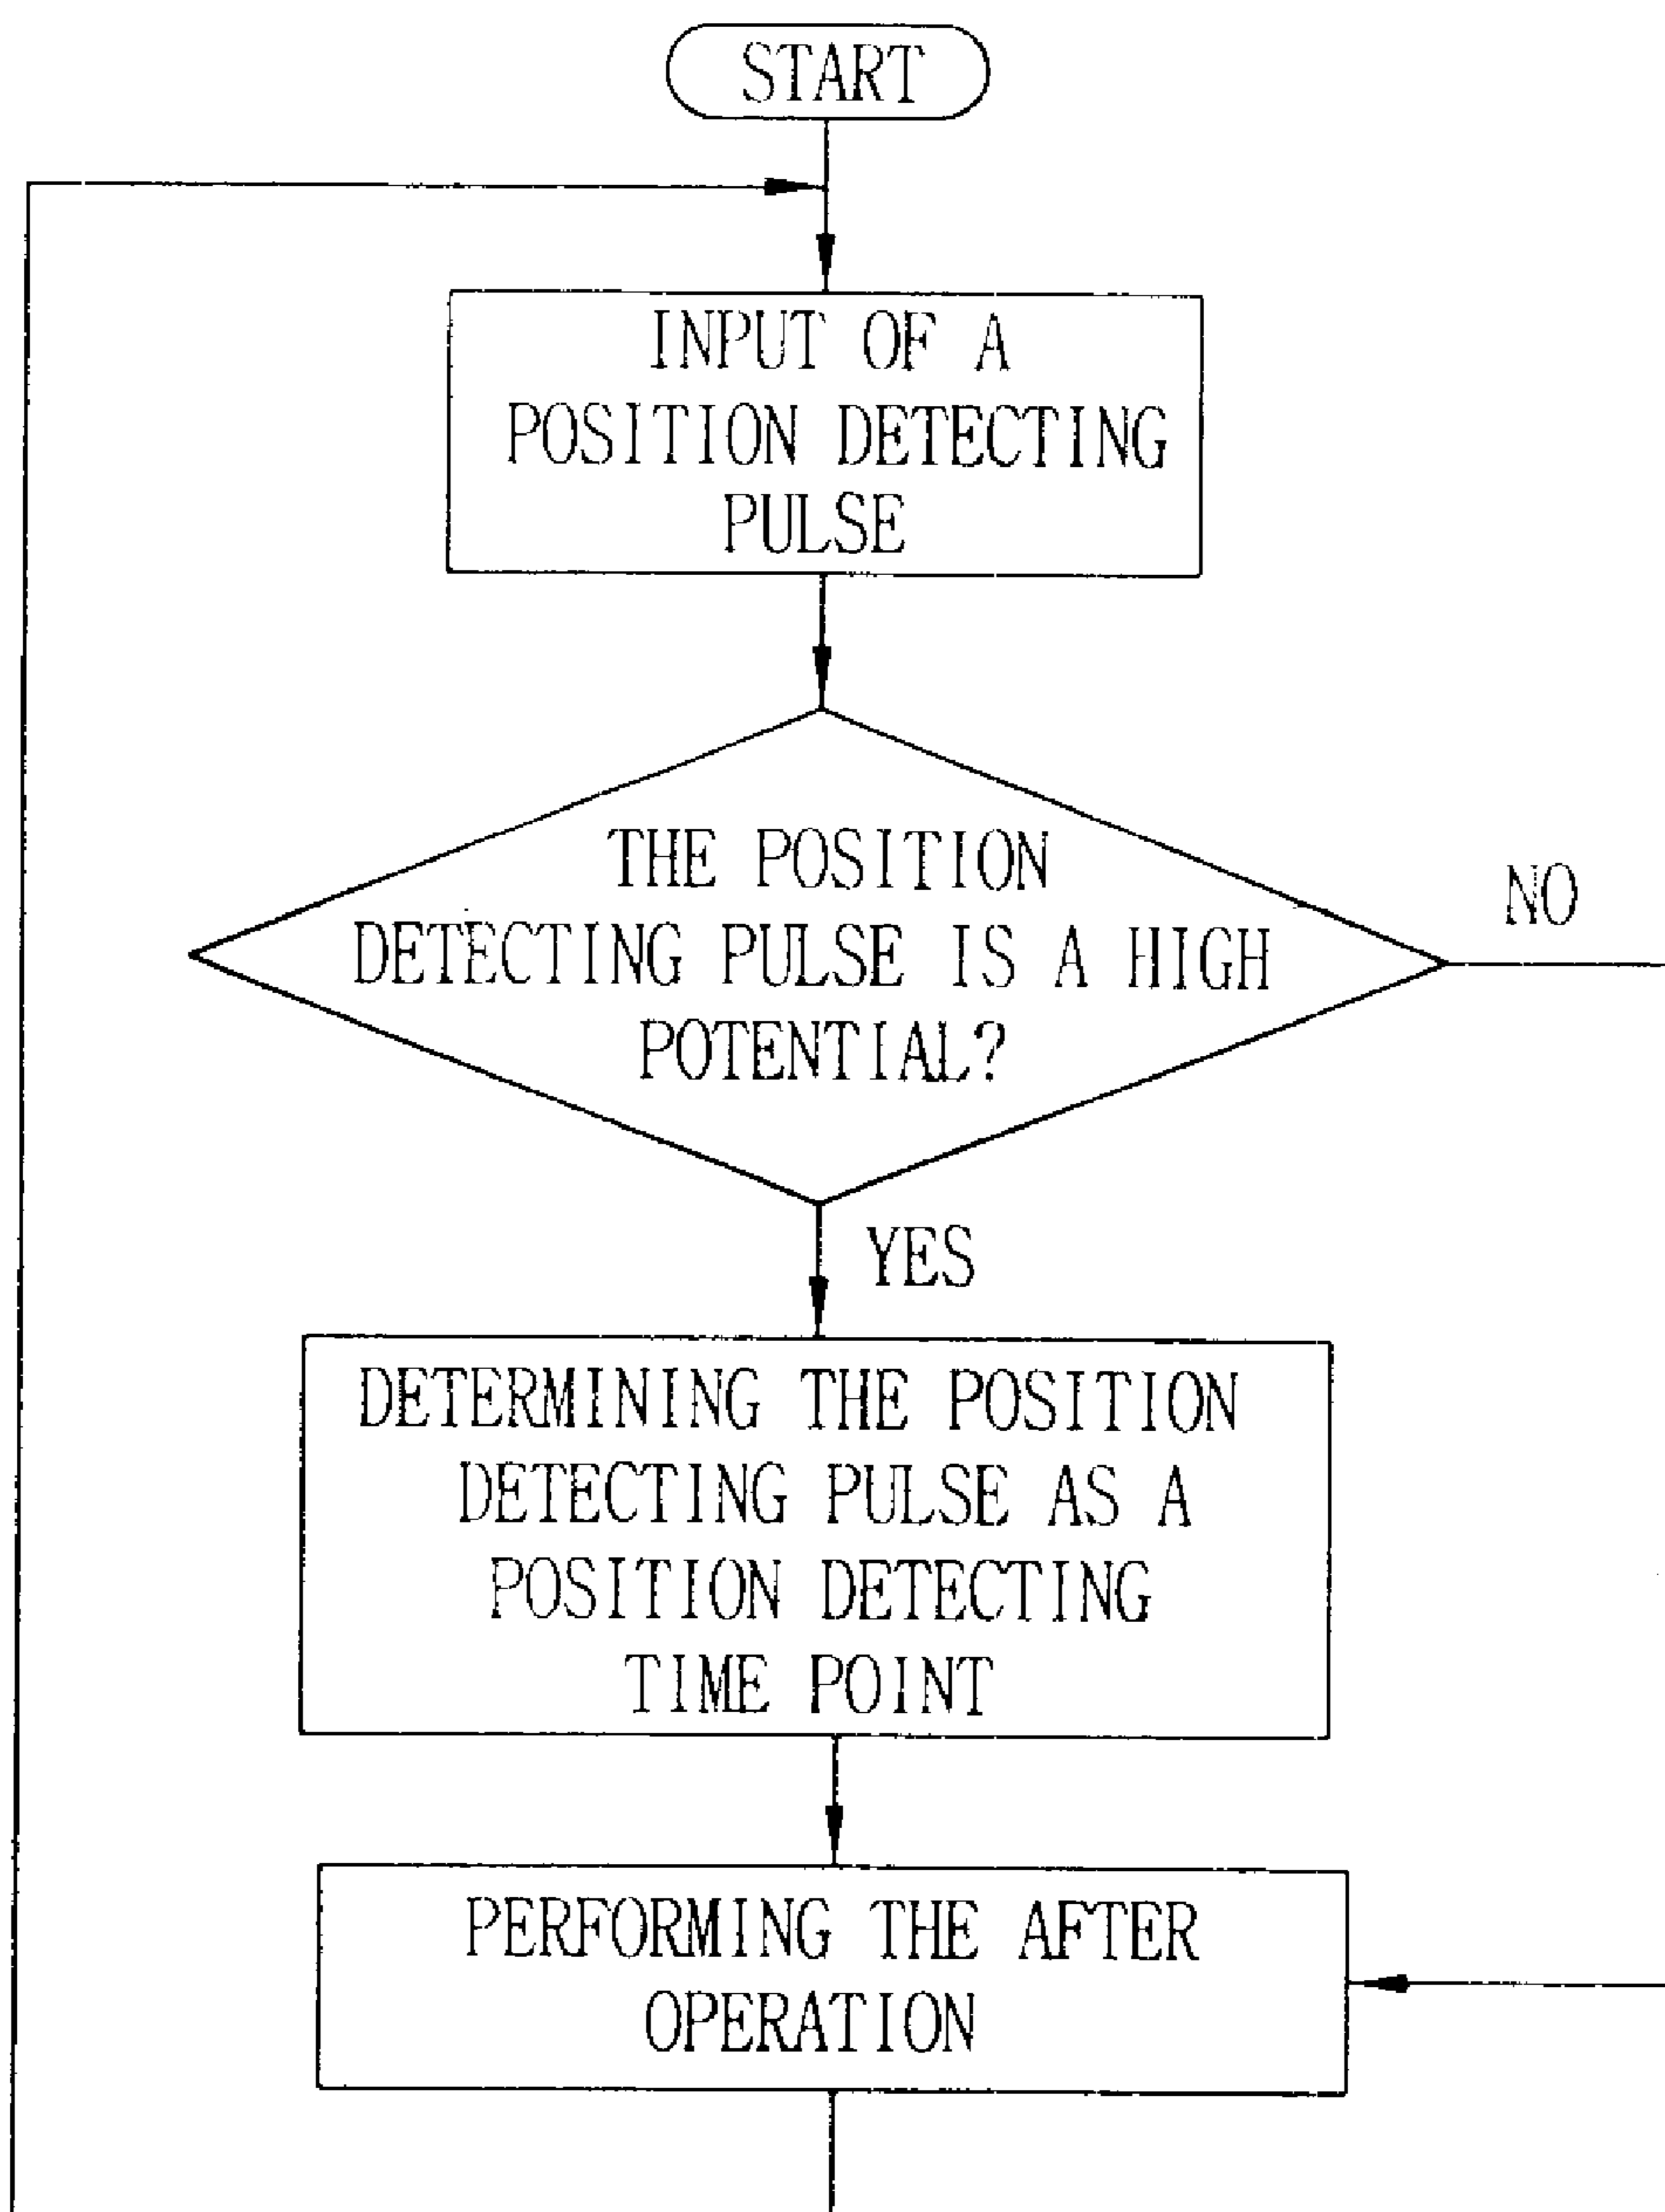 START
INPUT OF A
POSITION DETECTING
PULSE
THE POSITION
DETECTING PULSE IS A HIGH
POTENTIAL?
NO
YES
DETERMINING THE POSITION
DETECTING PULSE AS A
POSITION DETECTING
TIME POINT
PERFORMING THE AFTER
OPERATION